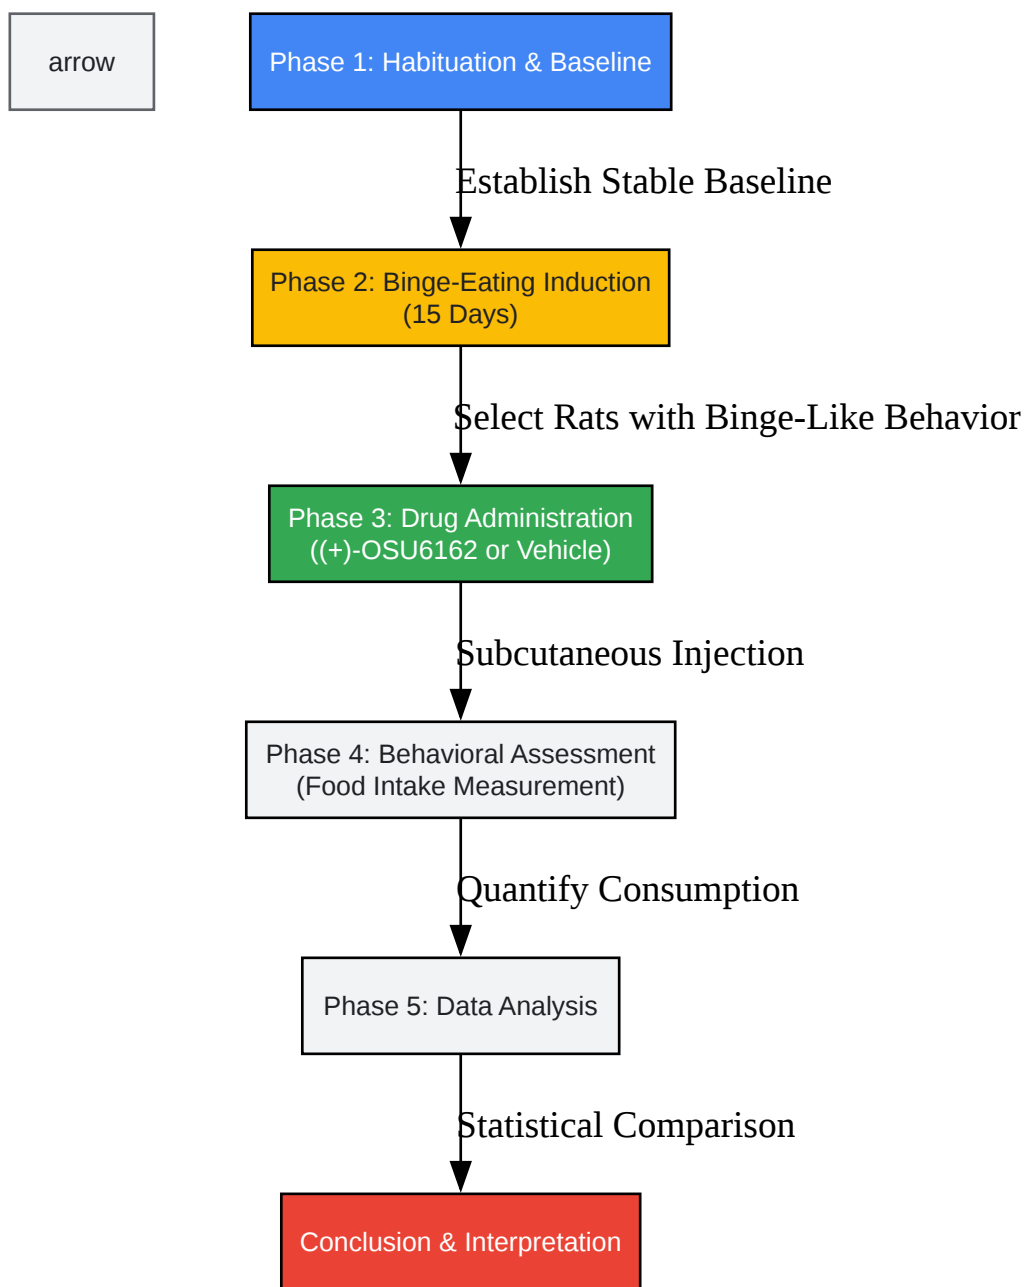 arrow
Phase 1: Habituation & Baseline
Establish Stable Baseline
Phase 2: Binge-Eating Induction
(15 Days)
Select Rats with Binge-Like Behavior
Phase 3: Drug Administration
((+)-OSU6162 or Vehicle)
Subcutaneous Injection
Phase 4: Behavioral Assessment
(Food Intake Measurement)
Quantify Consumption
Phase 5: Data Analysis
Statistical Comparison
Conclusion & Interpretation